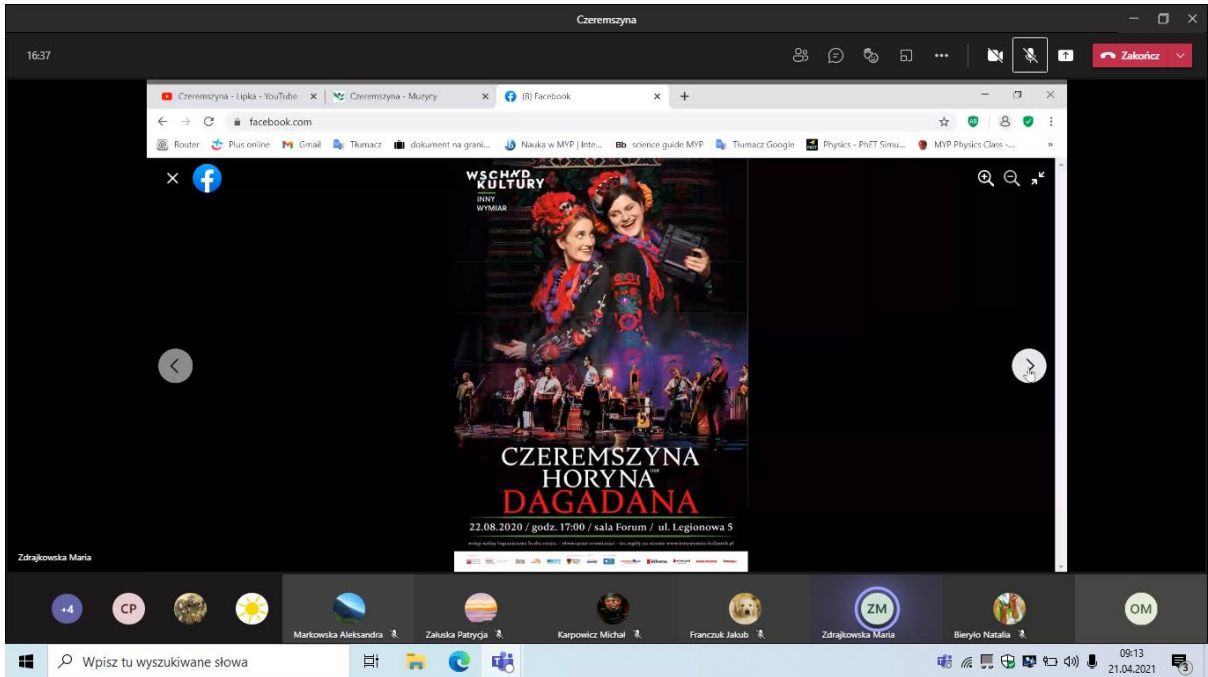 Czeremszyna
16:37
Zakończ
Czeremszyna - Lipka - YouTube
Czeremszyna - Muzycy
(8) Facebook
facebook.com
Router
Plus online
Gmail
Tłumacz
dokument na grani...
Nauka w MYP | Inte...
Bb science guide MYP
Tłumacz Google
Physics - PhET Simu...
MYP Physics Class -...
WSCHÓD
KULTURY
INNY
WYMIAR
CZEREMSZYNA
HORYNA
DAGADANA
22.08.2020 / godz. 17:00 / sala Forum / ul. Legionowa 5
Zdrajkowska Maria
+4
CP
ZM
OM
Markowska Aleksandra
Załuska Patrycja
Karpowicz Michał
Franczuk Jakub
Zdrajkowska Maria
Bieryło Natalia
Wpisz tu wyszukiwane słowa
09:13
21.04.2021
3